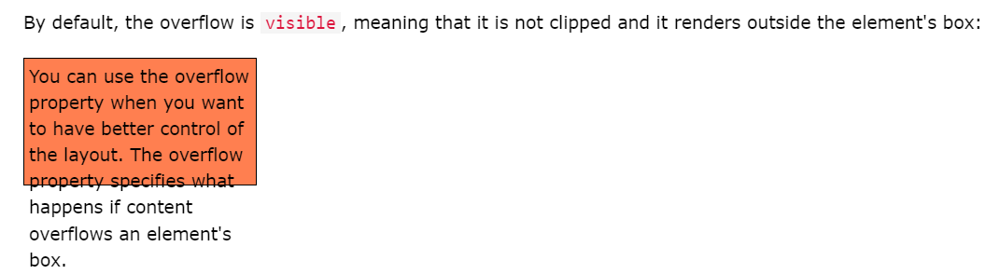 By default, the overflow is visible, meaning that it is not clipped and it renders outside the element's box:
You can use the overflow
property when you want
to have better control of
the layout. The overflow
property specifies what
happens if content
overflows an element's
box.